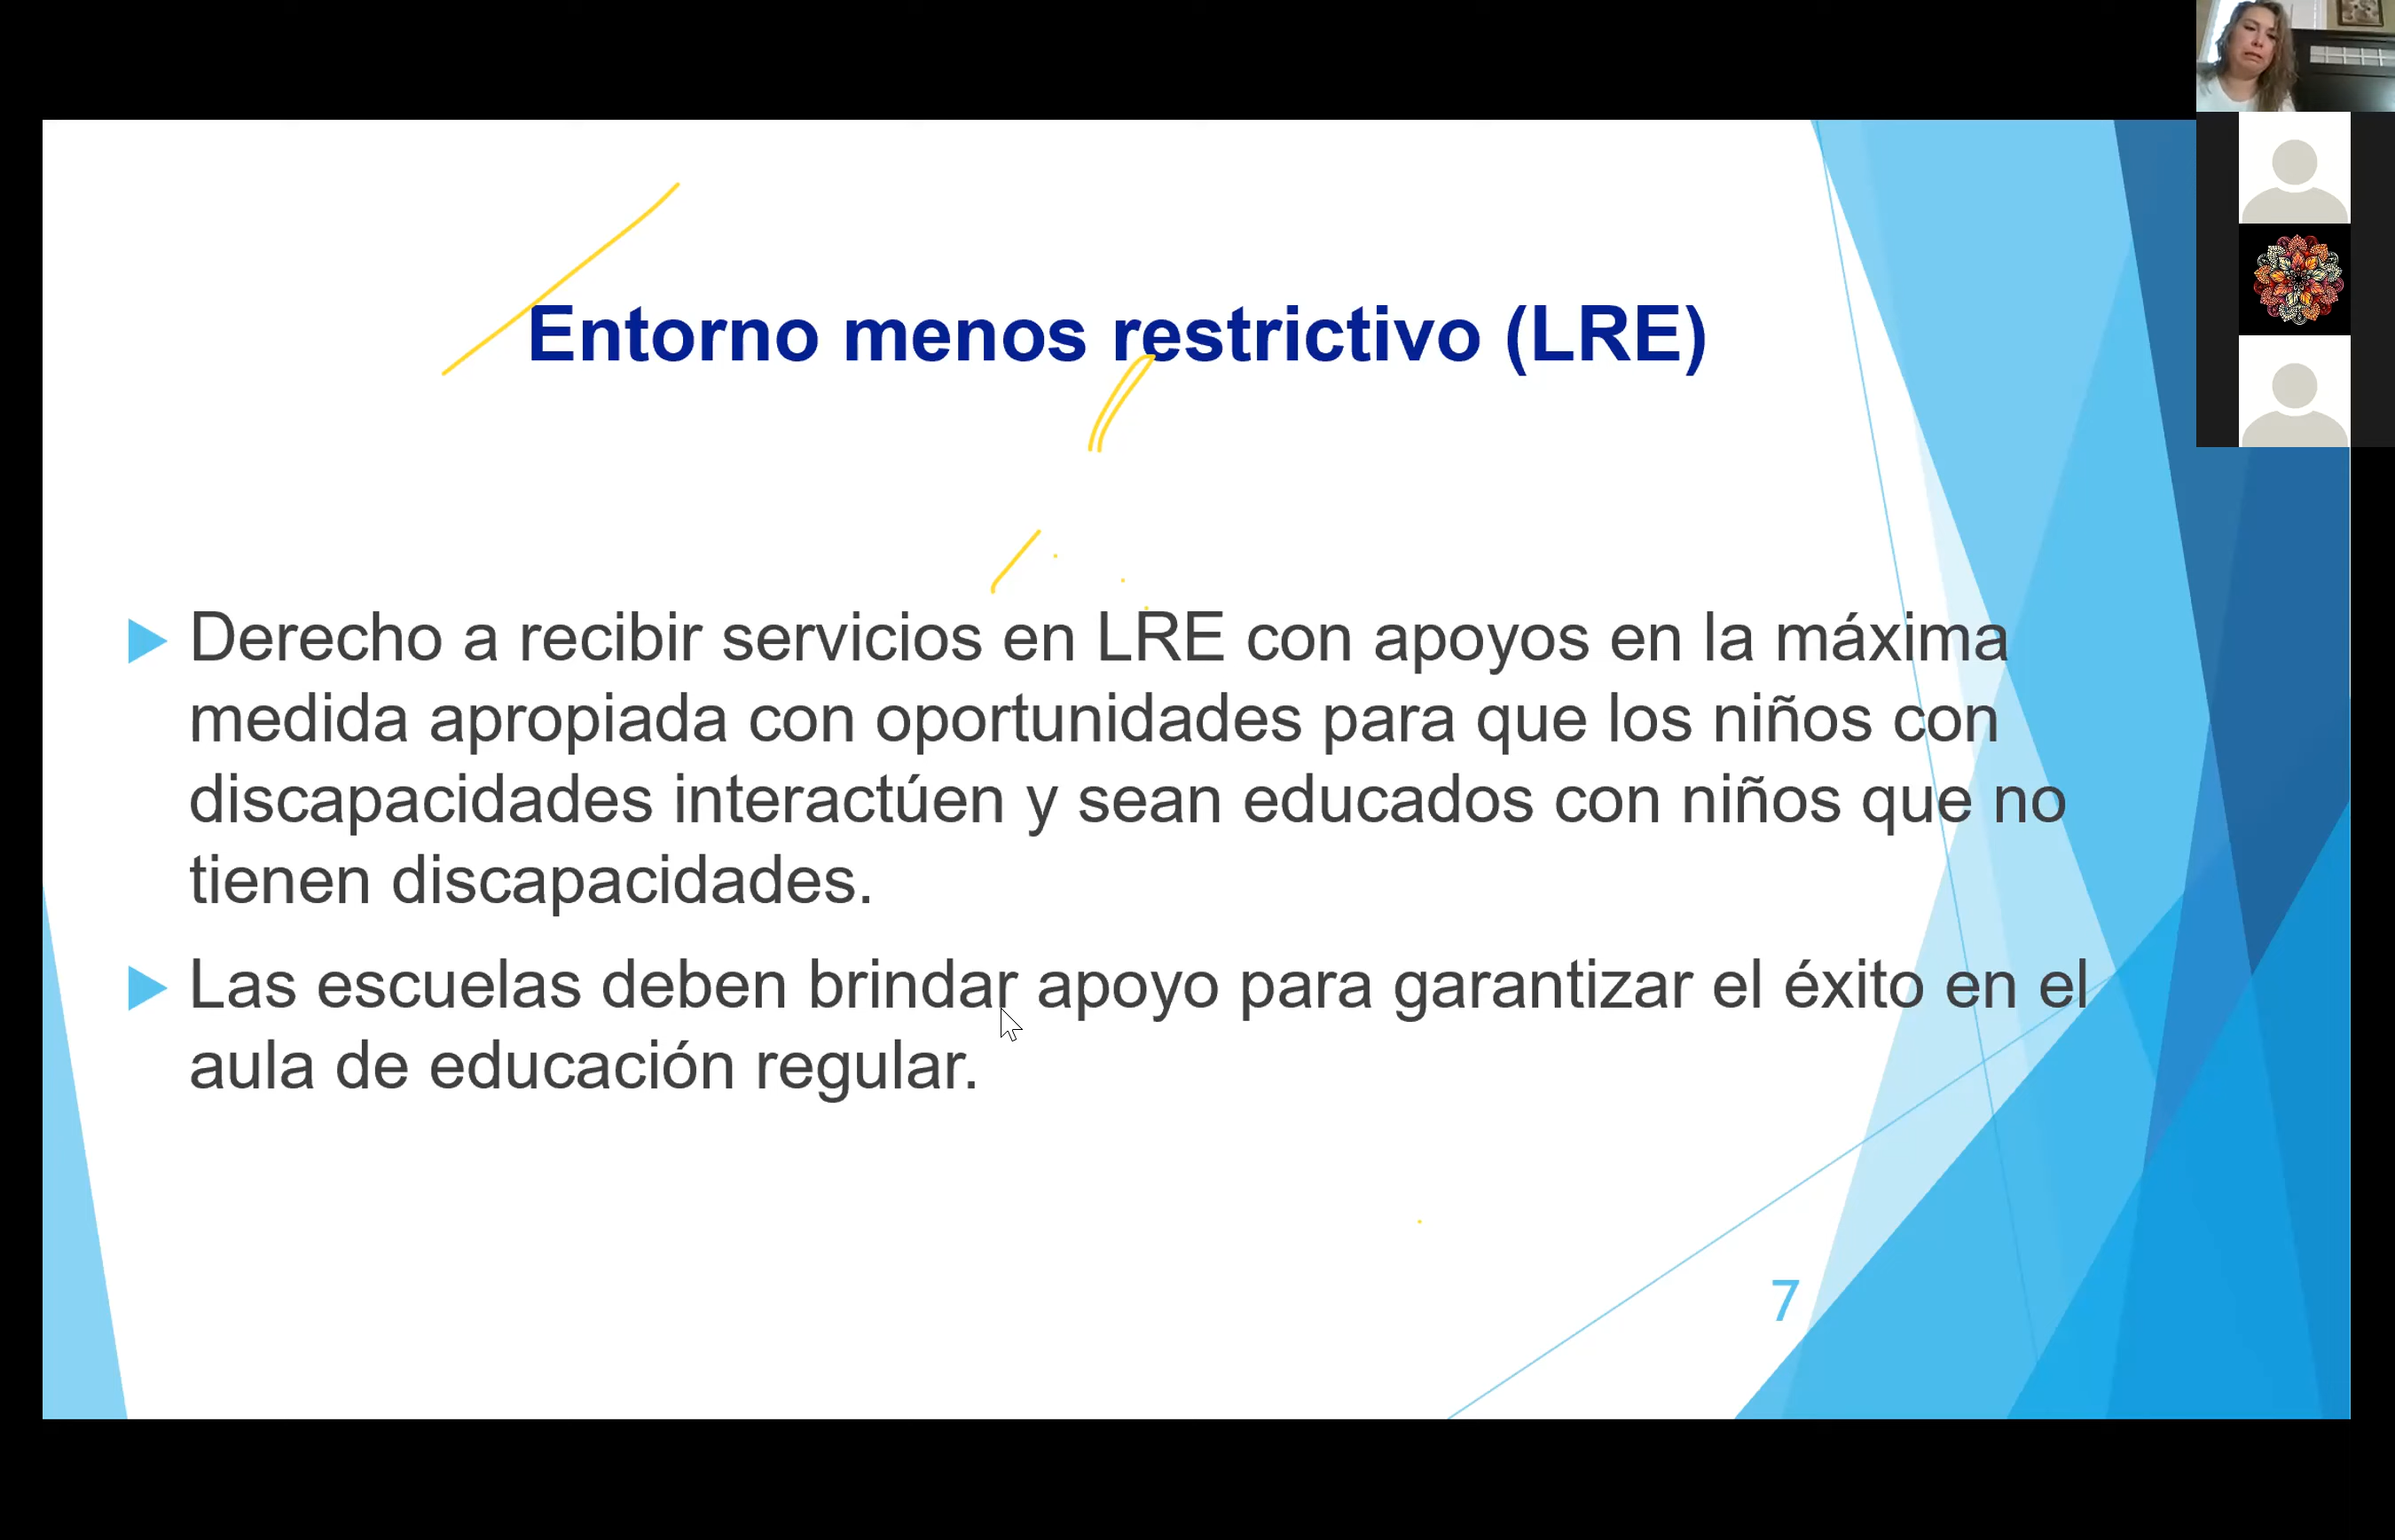 Entorno menos restrictivo (LRE)
Derecho a recibir servicios en LRE con apoyos en la máxima
medida apropiada con oportunidades para que los niños con
discapacidades interactúen y sean educados con niños que no
tienen discapacidades.
Las escuelas deben brindar apoyo para garantizar el éxito en el
aula de educación regular.
7